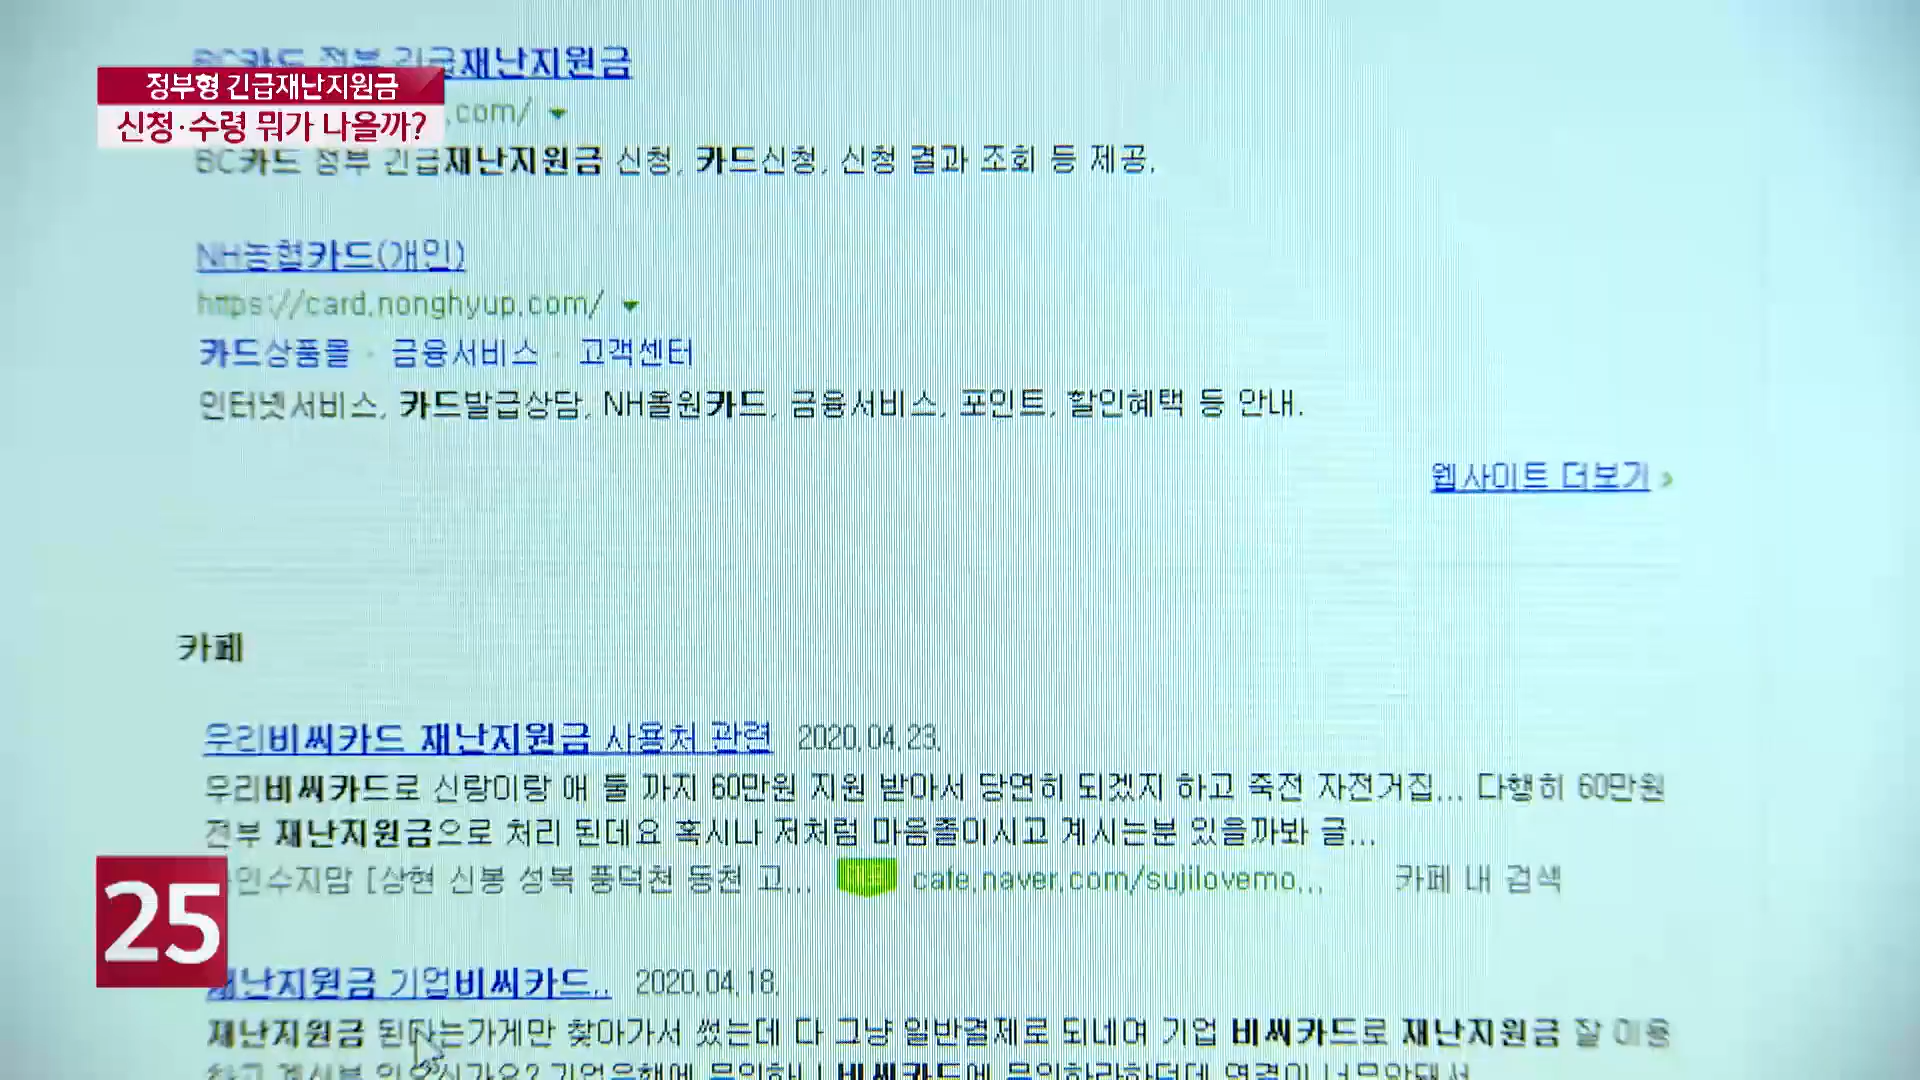 BC카드 정부 긴급재난지원금
정부형 긴급재난지원금
.com/
신청·수령 뭐가 나올까?
BC카드 정부 긴급재난지원금 신청, 카드신청, 신청 결과 조회 등 제공.
NH농협카드(개인)
https://card.nonghyup.com/
카드상품몰 · 금융서비스 · 고객센터
인터넷서비스, 카드발급상담, NH올원카드, 금융서비스, 포인트, 할인혜택 등 안내.
웹사이트 더보기 >
카페
우리비씨카드 재난지원금 사용처 관련 2020.04.23.
우리비씨카드로 신랑이랑 애 둘 까지 60만원 지원 받아서 당연히 되겠지 하고 죽전 자전거집... 다행히 60만원
전부 재난지원금으로 처리 된데요 혹시나 저처럼 마음졸이시고 계시는분 있을까봐 글...
인수지맘 [상현 신봉 성복 풍덕천 동천 고... cafe.naver.com/sujilovemo... 카페 내 검색
25
재난지원금 기업비씨카드.. 2020.04.18.
재난지원금 된다는가게만 찾아가서 썼는데 다 그냥 일반결제로 되네여 기업 비씨카드로 재난지원금 잘 이용